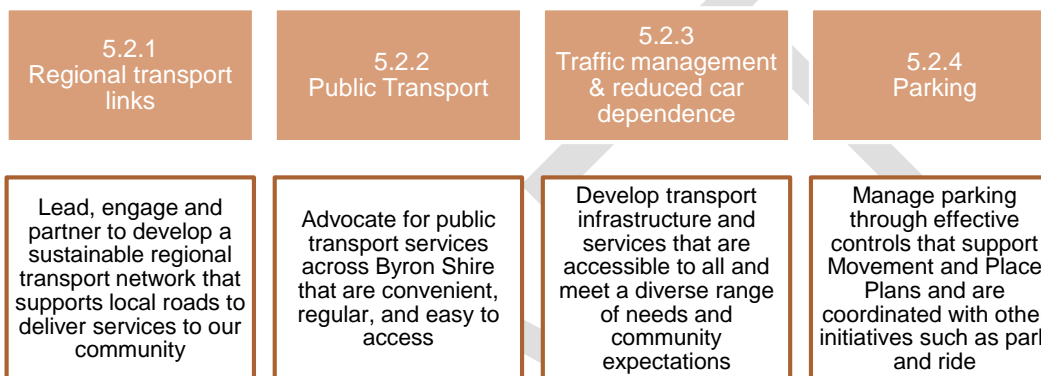 5.2.1
Regional transport
links
5.2.2
Public Transport
5.2.3
Traffic management
& reduced car
dependence
5.2.4
Parking
Lead, engage and
partner to develop a
sustainable regional
transport network that
supports local roads to
deliver services to our
community
Advocate for public
transport services
across Byron Shire
that are convenient,
regular, and easy to
access
Develop transport
infrastructure and
services that are
accessible to all and
meet a diverse range
of needs and
community
expectations
Manage parking
through effective
controls that support
Movement and Place
Plans and are
coordinated with othe
initiatives such as par
and ride